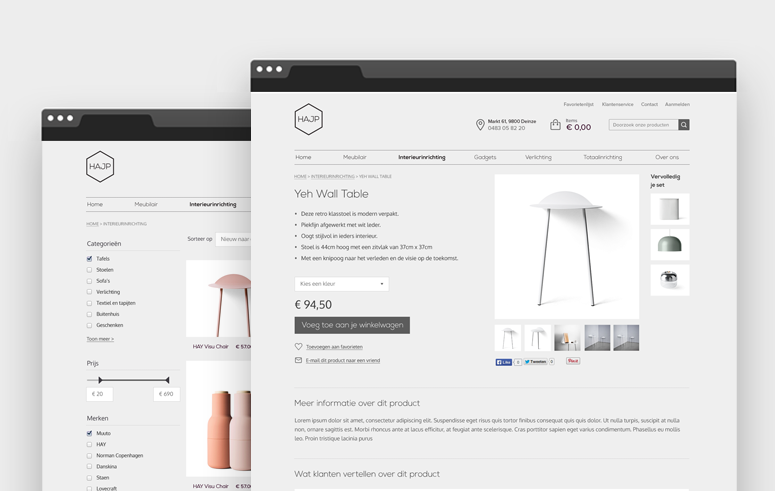 HAJP
Home
Meubilair
Interieurinrichting
HOME > INTERIEURINRICHTING
Categorieën
Tafels
Stoelen
Sofa's
Verlichting
Textiel en tapijten
Buitenhuis
Geschenken
Toon meer >
Prijs
€ 20
€ 690
Merken
Muuto
HAY
Norman Copenhagen
Danskina
Staen
Lovecraft
Sorteer op
Nieuw naar
HAY Visu Chair
€ 57,0
HAY Visu Chair
€ 57,0
HAJP
Favorietenlijst
Klantenservice
Contact
Aanmelden
Markt 61, 9800 Deinze
0483 05 82 20
Items
€ 0,00
Doorzoek onze producten
Home
Meubilair
Interieurinrichting
Gadgets
Verlichting
Totaalinrichting
Over ons
HOME > INTERIEURINRICHTING > YEH WALL TABLE
Yeh Wall Table
• Deze retro klasstoel is modern verpakt.
• Piekfijn afgewerkt met wit leder.
• Oogt stijlvol in ieders interieur.
• Stoel is 44cm hoog met een zitvlak van 37cm x 37cm
• Met een knipoog naar het verleden en de visie op de toekomst.
Kies een kleur
€ 94,50
Voeg toe aan je winkelwagen
Toevoegen aan favorieten
E-mail dit product naar een vriend
Vervolledig
je set
Like
0
Tweeten
0
Pin it
Meer informatie over dit product
Lorem ipsum dolor sit amet, consectetur adipiscing elit. Suspendisse eget risus quis tortor finibus consequat quis quis dolor. Ut nulla turpis, suscipit at nulla
non, ornare sagittis mi. Morbi rhoncus ante at lacus efficitur, at feugiat ante scelerisque. Cras porttitor sapien eget varius condimentum. Phasellus eu mollis
leo. Proin tristique lacinia purus
Wat klanten vertellen over dit product